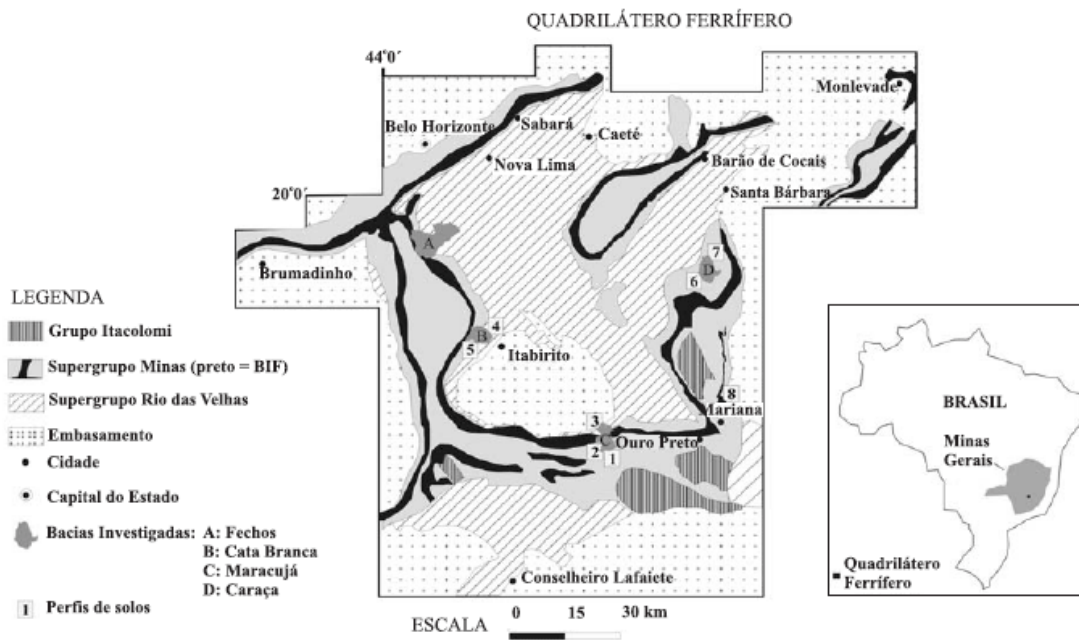 QUADRILÁTERO FERRÍFERO
44°0´
Monlevade
Belo Horizonte
Sabará
Caeté
Nova Lima
Barão de Cocais
20°0´
Santa Bárbara
A
7
D
6
Brumadinho
LEGENDA
Grupo Itacolomi
4
B
5
Itabirito
Supergrupo Minas (preto = BIF)
Supergrupo Rio das Velhas
8
Mariana
Embasamento
3
C
Ouro Preto
2
1
Cidade
Capital do Estado
Bacias Investigadas: A: Fechos
B: Cata Branca
C: Maracujá
D: Caraça
Conselheiro Lafaiete
1
Perfis de solos
0 15 30 km
ESCALA
BRASIL
Minas
Gerais
Quadrilátero
Ferrífero